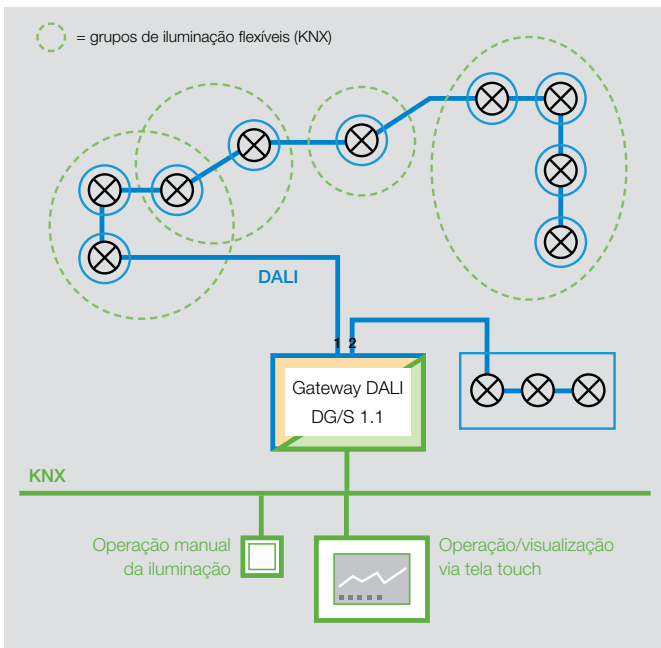 = grupos de iluminação flexíveis (KNX)
DALI
1 2
Gateway DALI
DG/S 1.1
KNX
Operação manual
da iluminação
Operação/visualização
via tela touch